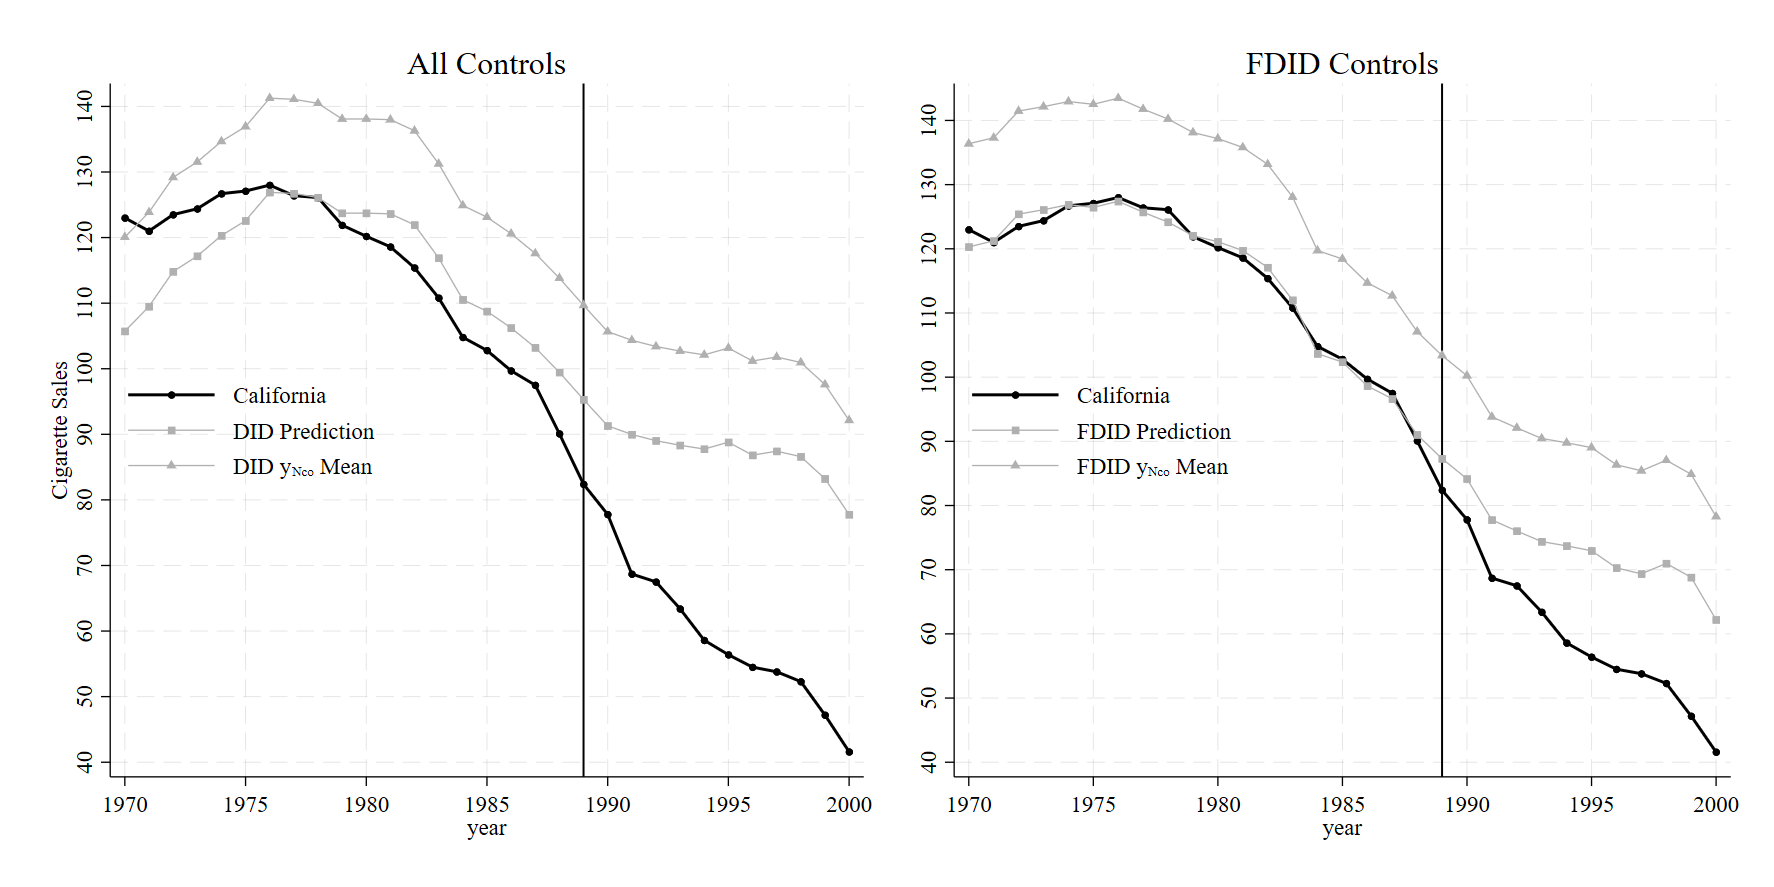 All Controls
Cigarette Sales
140
130
120
110
100
90
80
70
60
50
40
California
DID Prediction
DID yNco Mean
1970 1975 1980 1985 1990 1995 2000
year
FDID Controls
140
130
120
110
100
90
80
70
60
50
40
California
FDID Prediction
FDID yNco Mean
1970 1975 1980 1985 1990 1995 2000
year